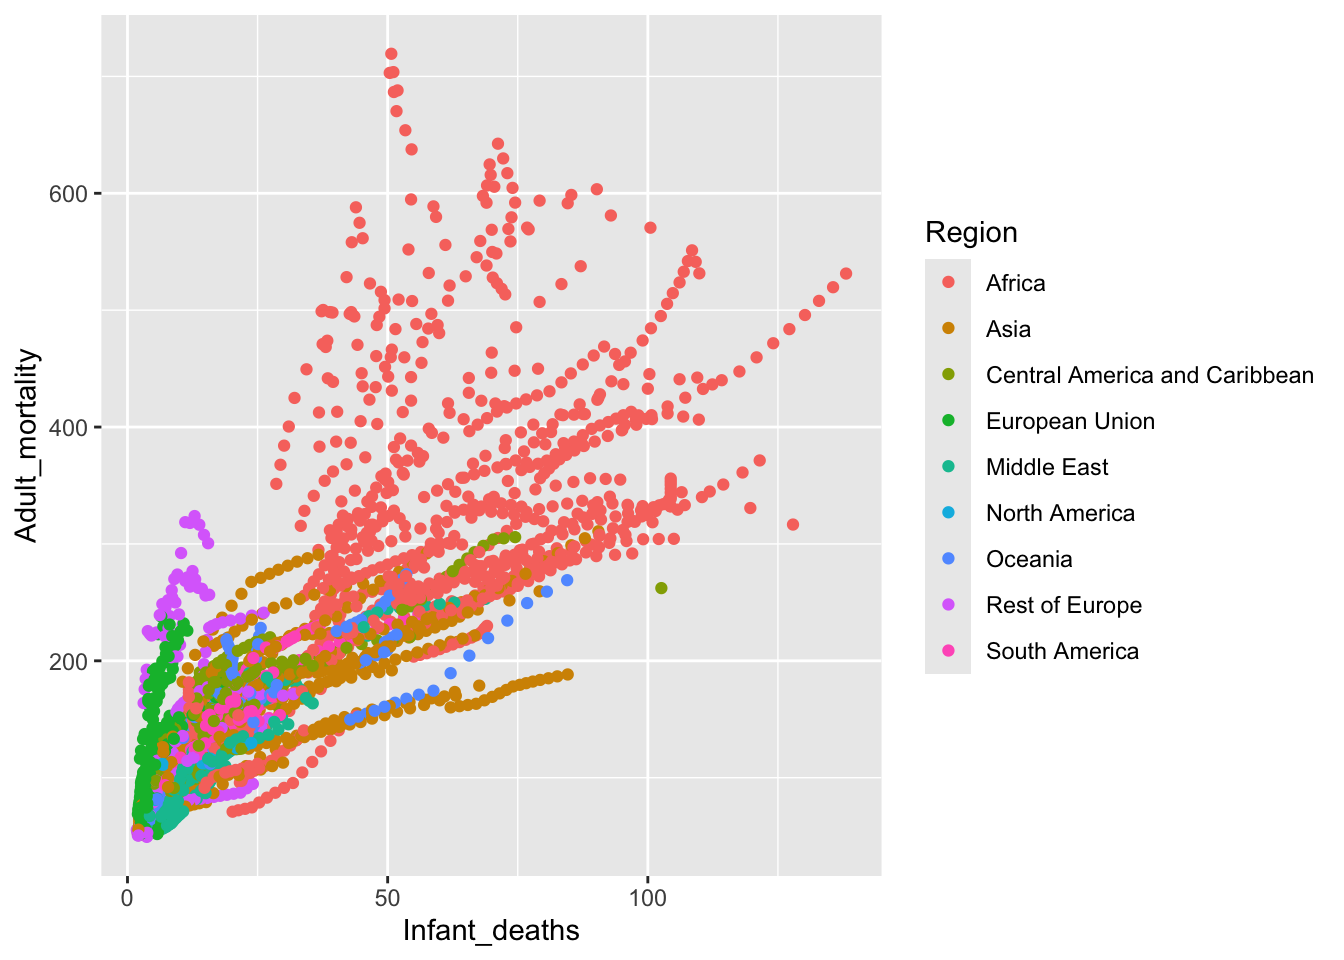 600
400
200
Adult_mortality
0
50
100
Infant_deaths
Region
Africa
Asia
Central America and Caribbean
European Union
Middle East
North America
Oceania
Rest of Europe
South America